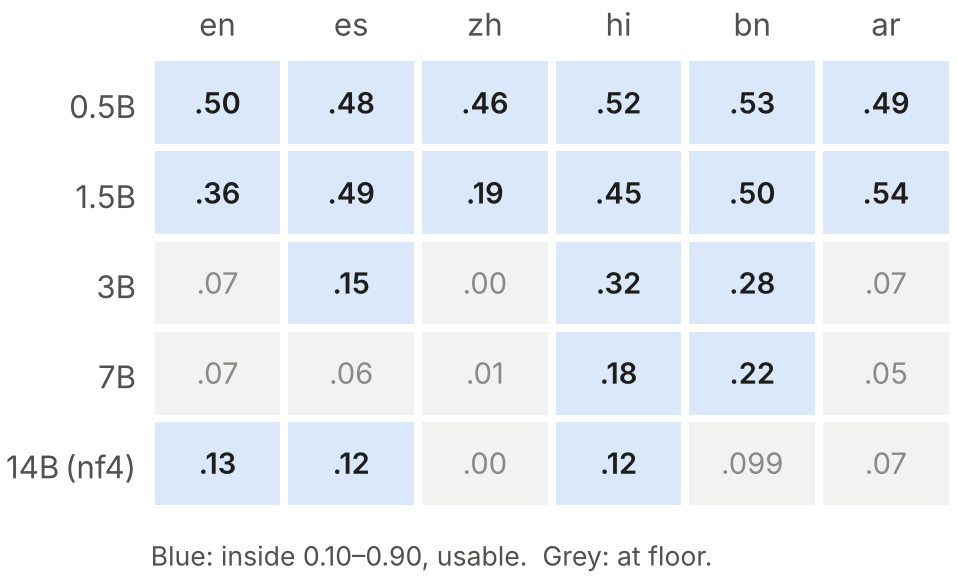 en es zh hi bn ar
0.5B .50 .48 .46 .52 .53 .49
1.5B .36 .49 .19 .45 .50 .54
3B .07 .15 .00 .32 .28 .07
7B .07 .06 .01 .18 .22 .05
14B (nf4) .13 .12 .00 .12 .099 .07
Blue: inside 0.10–0.90, usable. Grey: at floor.